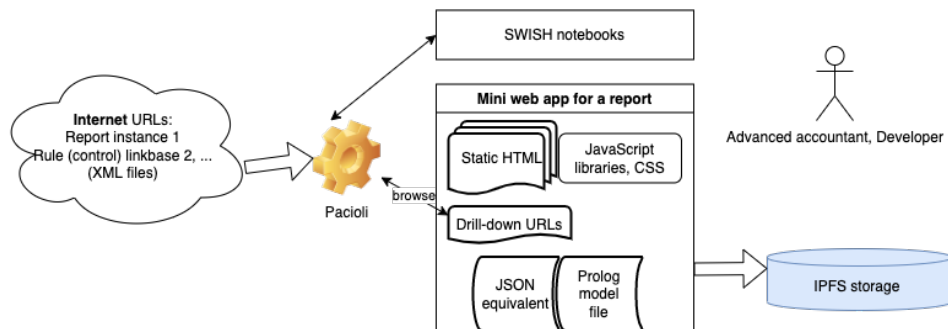 SWISH notebooks
Internet URLs:
Report instance 1
Rule (control) linkbase 2, ...
(XML files)
Pacioli
browse
Mini web app for a report
Static HTML
JavaScript
libraries, CSS
Drill-down URLs
JSON
equivalent
Prolog
model
file
Advanced accountant, Developer
IPFS storage